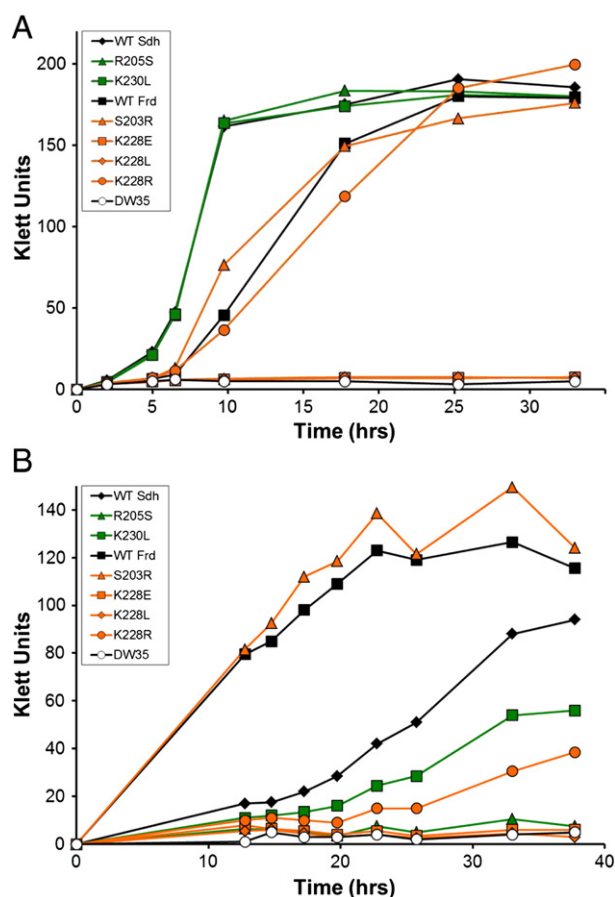 A
200
150
100
50
0
Klett Units
WT Sdh
R205S
K230L
WT Frd
S203R
K228E
K228L
K228R
DW35
0 5 10 15 20 25 30
Time (hrs)
B
140
120
100
80
60
40
20
0
Klett Units
WT Sdh
R205S
K230L
WT Frd
S203R
K228E
K228L
K228R
DW35
0 10 20 30 40
Time (hrs)